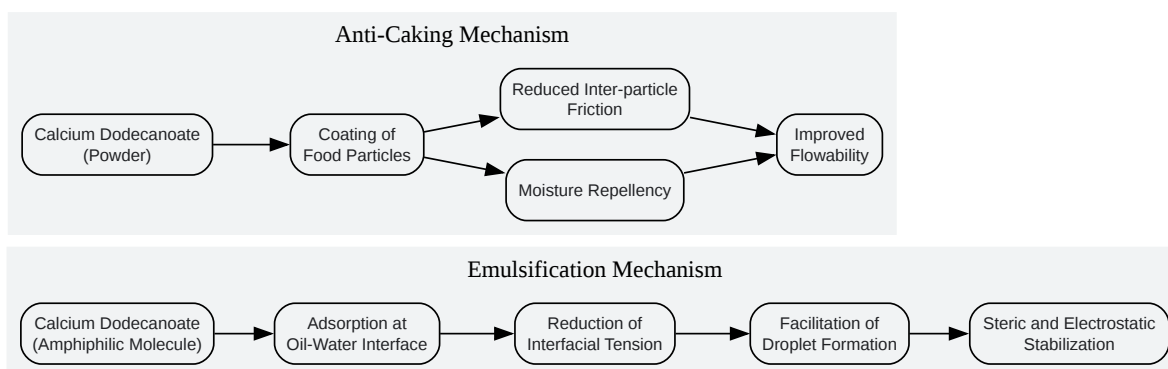 Anti-Caking Mechanism
Calcium Dodecanoate
(Powder)
Coating of
Food Particles
Reduced Inter-particle
Friction
Moisture Repellency
Improved
Flowability
Emulsification Mechanism
Calcium Dodecanoate
(Amphiphilic Molecule)
Adsorption at
Oil-Water Interface
Reduction of
Interfacial Tension
Facilitation of
Droplet Formation
Steric and Electrostatic
Stabilization